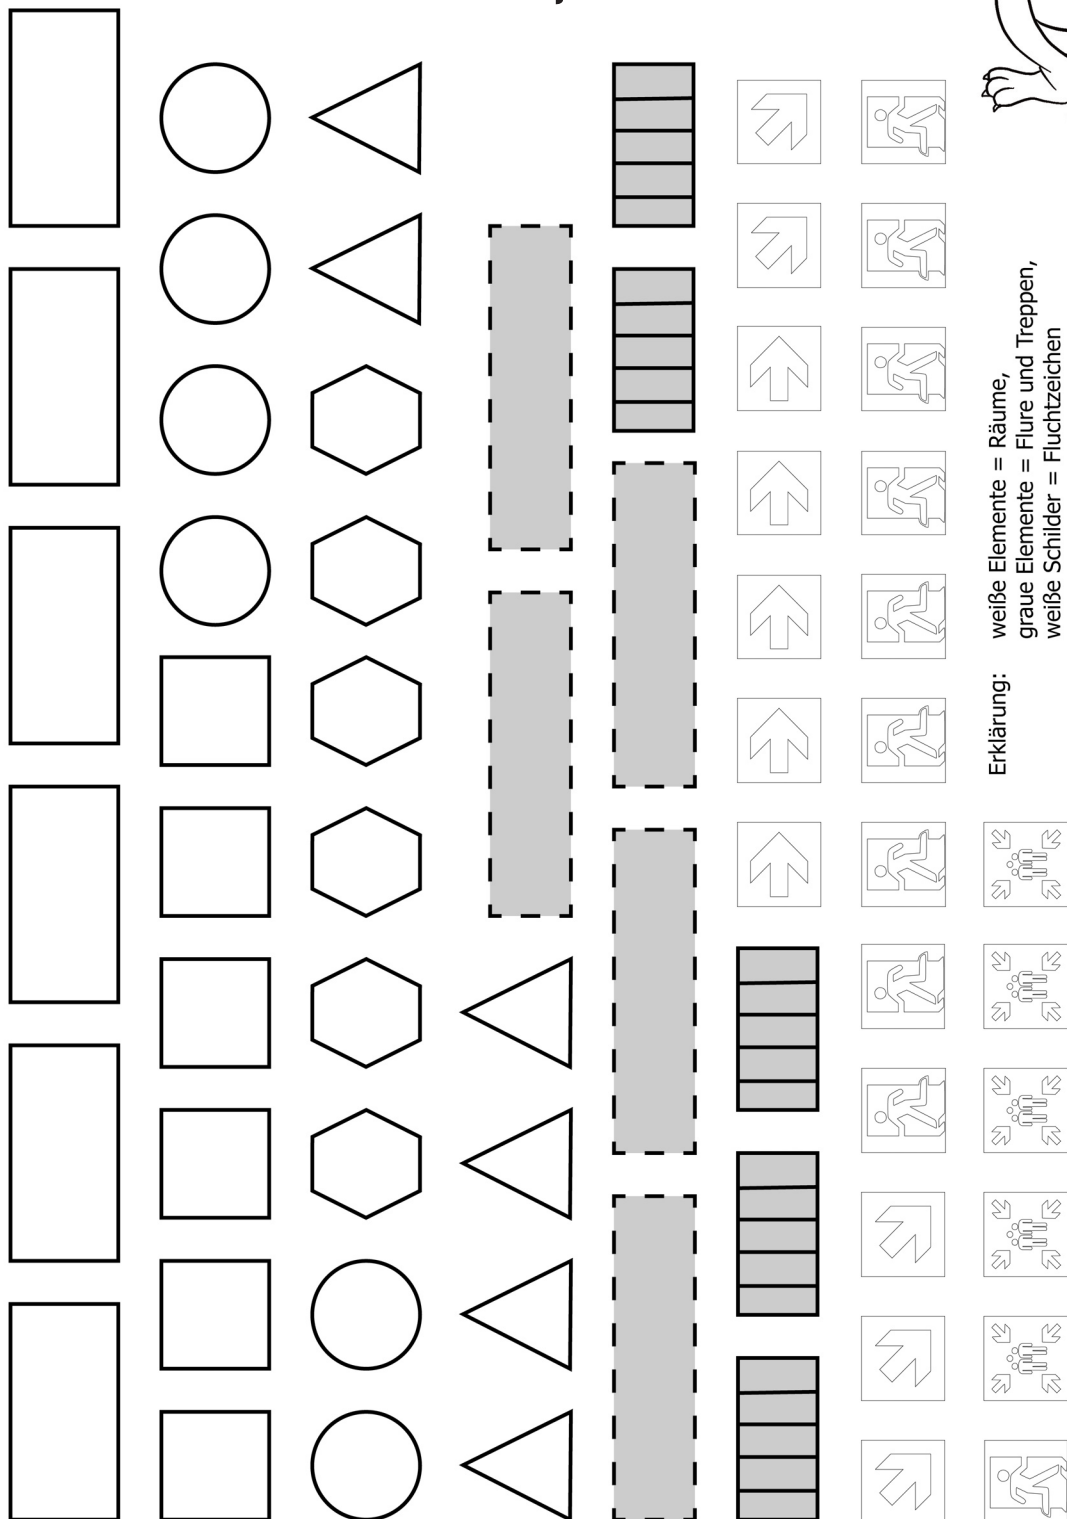 Erklärung: weiße Elemente = Räume,
graue Elemente = Flure und Treppen,
weiße Schilder = Fluchtzeichen